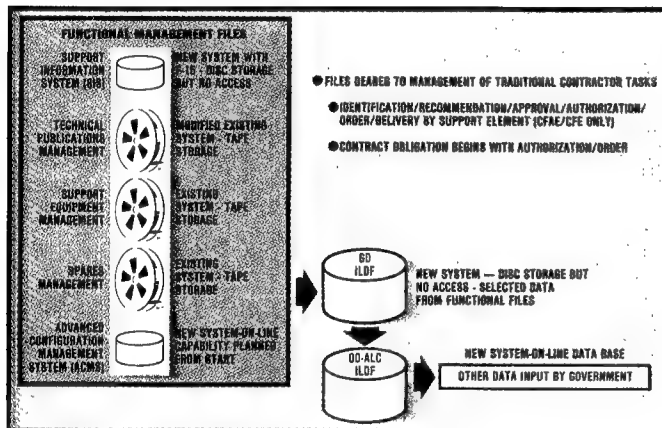 FUNCTIONAL MANAGEMENT FILES
SUPPORT
INFORMATION
SYSTEM (SIS)
NEW SYSTEM WITH
F-16 - DISC STORAGE
BUT NO ACCESS
TECHNICAL
PUBLICATIONS
MANAGEMENT
MODIFIED EXISTING
SYSTEM - TAPE
STORAGE
SUPPORT
EQUIPMENT
MANAGEMENT
EXISTING
SYSTEM - TAPE
STORAGE
SPARES
MANAGEMENT
EXISTING
SYSTEM - TAPE
STORAGE
ADVANCED
CONFIGURATION
MANAGEMENT
SYSTEM (ACMS)
NEW SYSTEM-ON-LINE
CAPABILITY PLANNED
FROM START
●FILES GEARED TO MANAGEMENT OF TRADITIONAL CONTRACTOR TASKS
●IDENTIFICATION/RECOMMENDATION/APPROVAL/AUTHORIZATION/
ORDER/DELIVERY BY SUPPORT ELEMENT (CFAE/CFE ONLY)
●CONTRACT OBLIGATION BEGINS WITH AUTHORIZATION/ORDER
GD
ILDF
NEW SYSTEM — DISC STORAGE BUT
NO ACCESS - SELECTED DATA
FROM FUNCTIONAL FILES
OO-ALC
ILDF
NEW SYSTEM-ON-LINE DATA BASE
OTHER DATA INPUT BY GOVERNMENT